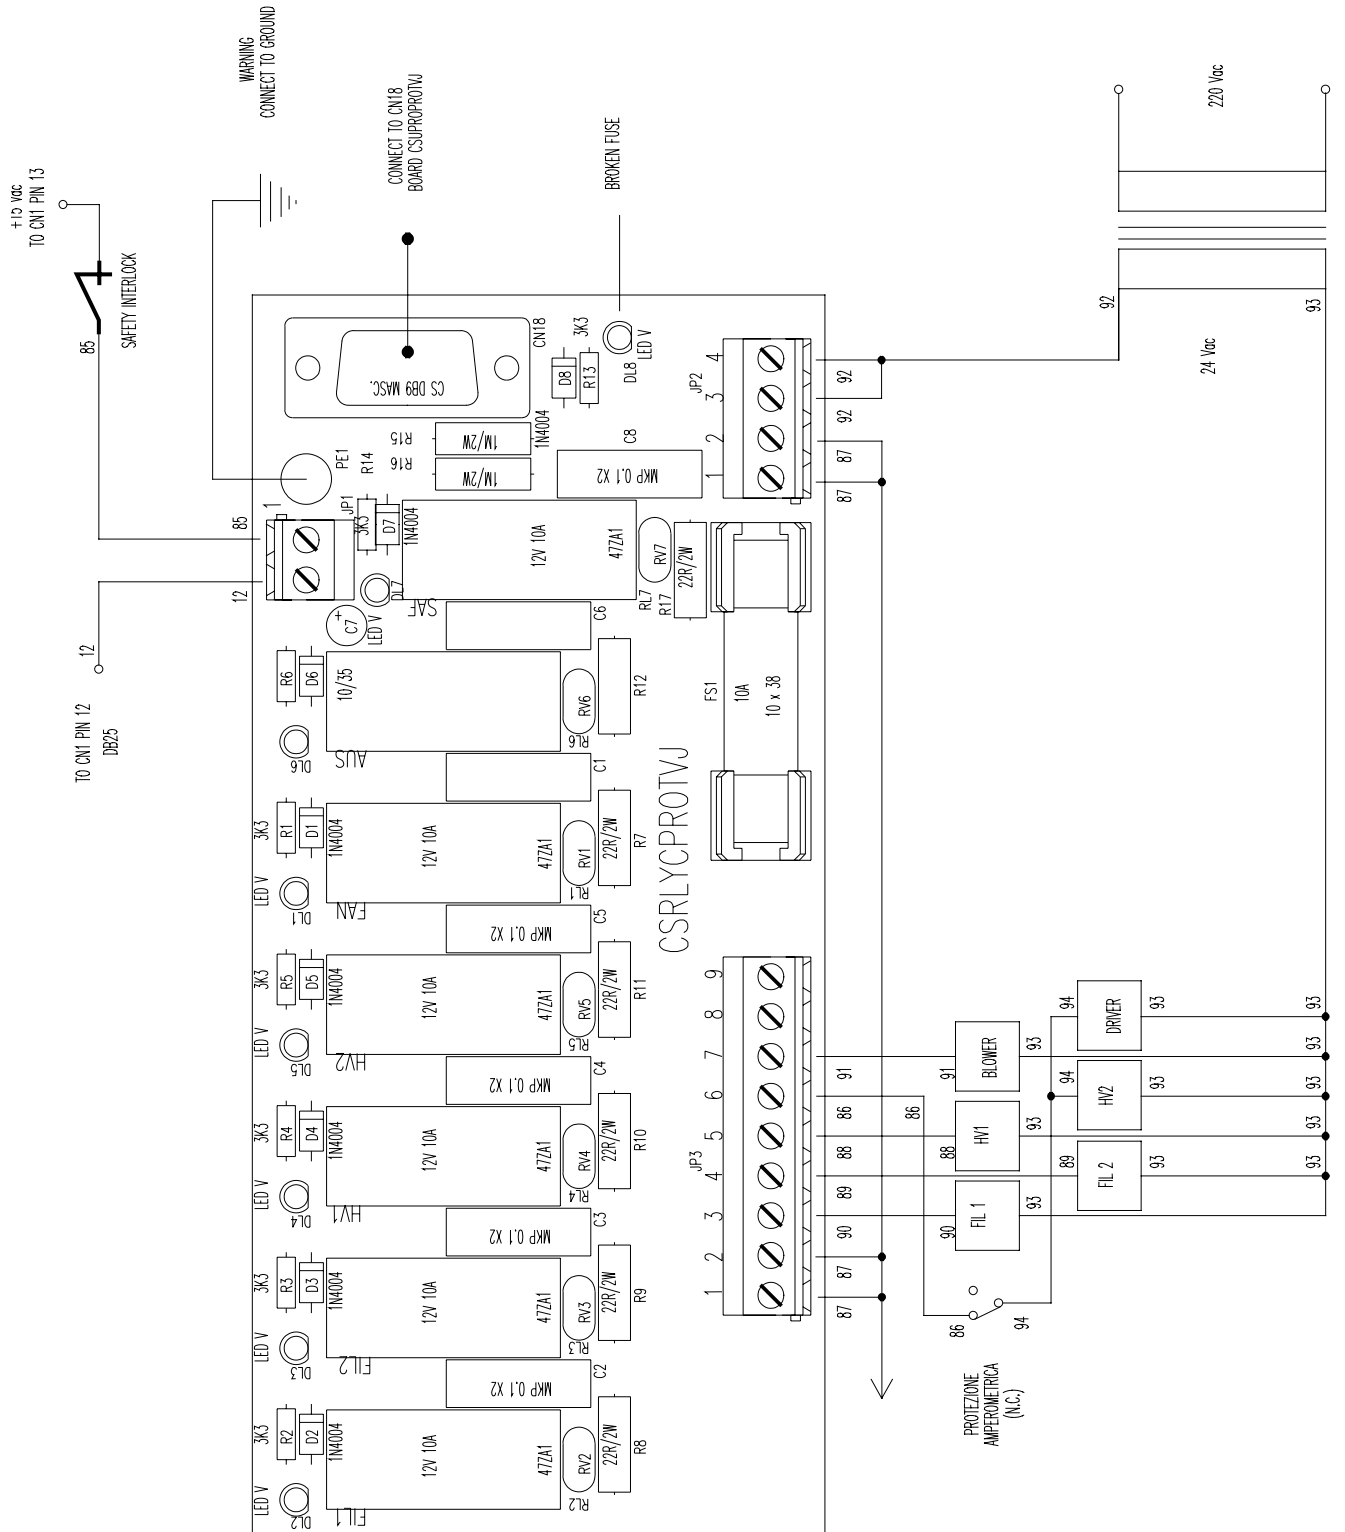 WARNING
CONNECT TO GROUND
+15 Vdc
TO CN1 PIN 13
SAFETY INTERLOCK
85
CONNECT TO CN18
BOARD CSUPROPROTVJ
BROKEN FUSE
220 Vac
24 Vac
92
93
TO CN1 PIN 12
DB25
12
12
85
1
JP1
PE1
CS DB9 MASC.
CN18
3K3
D8
R13
LED V
DL8
R15
1M/2W
1N4004
R16
1M/2W
R14
3K3
D7
1N4004
DL7
LED V
C7
+
10/35
SAF
12V 10A
47ZA1
RL7
RV7
R17
22R/2W
C8
MKP 0.1 X2
JP2
1
2
3
4
87
87
92
92
FS1
10A
10 x 38
CSRLYCPROTVJ
R6
D6
DL6
AUS
RL6
RV6
R12
C6
3K3
R1
D1
1N4004
LED V
DL1
FAN
12V 10A
47ZA1
RL1
RV1
22R/2W
R7
C1
3K3
R5
D5
1N4004
LED V
DL5
HV2
12V 10A
47ZA1
RL5
RV5
22R/2W
R11
C5
MKP 0.1 X2
3K3
R4
D4
1N4004
LED V
DL4
HV1
12V 10A
47ZA1
RL4
RV4
22R/2W
R10
C4
MKP 0.1 X2
3K3
R3
D3
1N4004
LED V
DL3
FIL2
12V 10A
47ZA1
RL3
RV3
22R/2W
R9
C3
MKP 0.1 X2
3K3
R2
D2
1N4004
LED V
DL2
FIL1
12V 10A
47ZA1
RL2
RV2
22R/2W
R8
C2
MKP 0.1 X2
JP3
1
2
3
4
5
6
7
8
9
87
87
90
89
88
86
91
86
90
FIL 1
93
88
HV1
93
91
BLOWER
93
89
FIL 2
93
94
HV2
93
94
DRIVER
93
93
93
93
93
93
86
94
PROTEZIONE
AMPEROMETRICA
(N.C.)